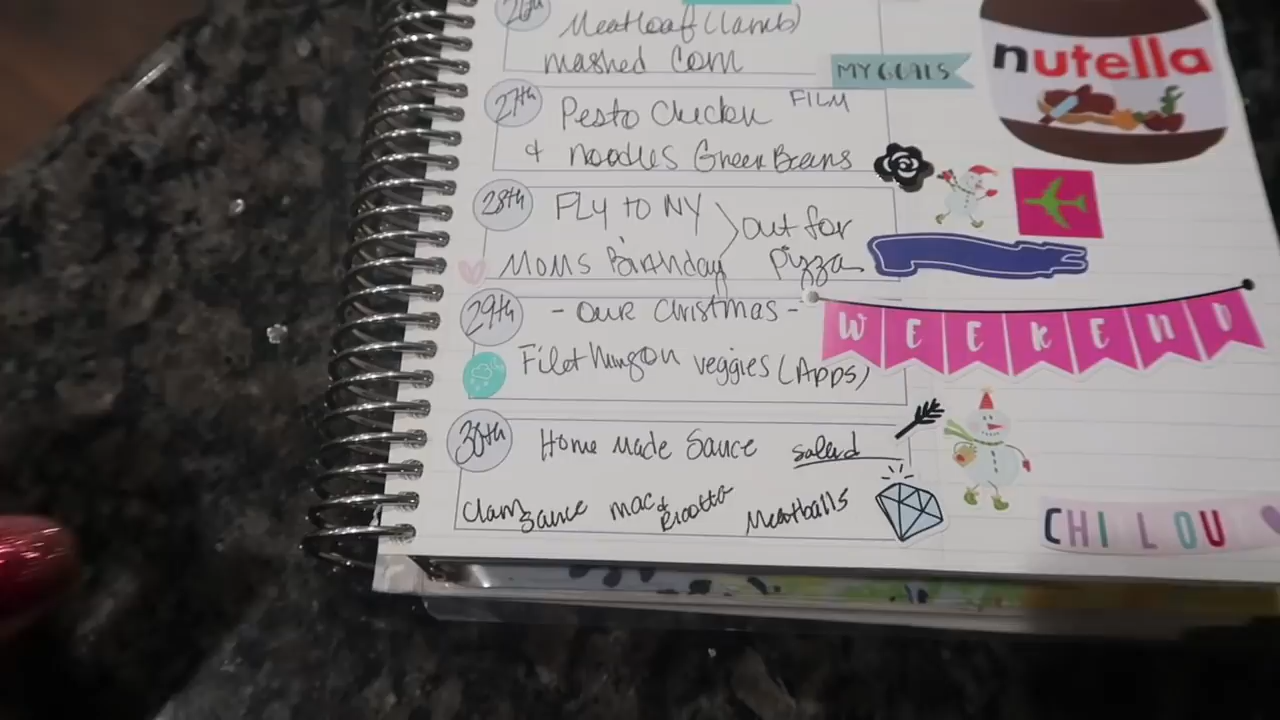 26th Meatloaf (lamb)
mashed Corn
MY GOALS
nutella
27th Pesto Chicken FILM
& noodles Green Beans
28th FLY to NY } out for
Moms Birthday pizza
29th - our Christmas -
WEEKEND
Filet Mingon veggies (APPS)
30th Home Made Sauce salad
Clam sauce mac & Ricotta Meatballs
CHI LOU